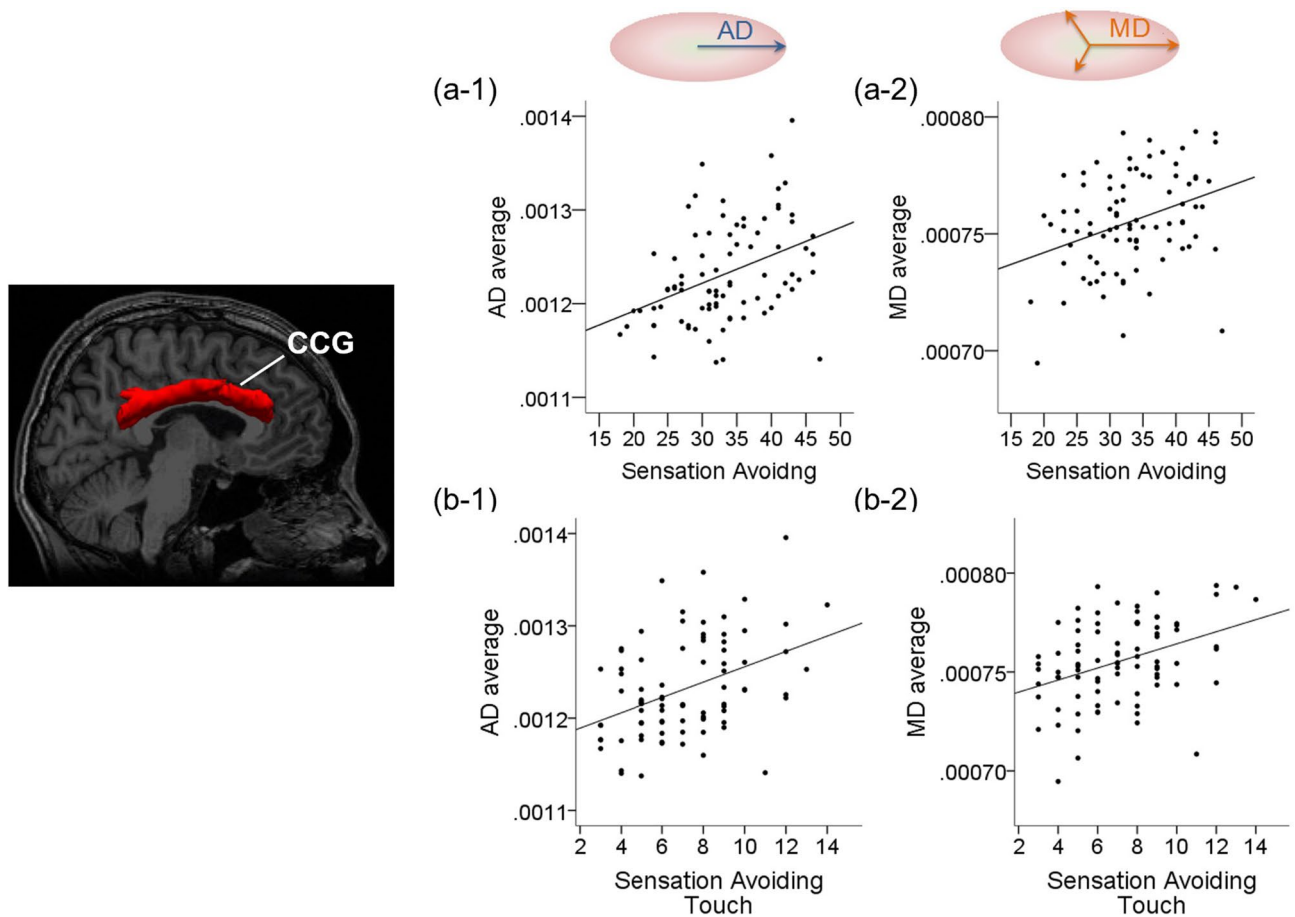 AD
MD
(a-1)
(a-2)
CCG
.0014
.0013
.0012
.0011
AD average
15 20 25 30 35 40 45 50
Sensation Avoidng
.00080
.00075
.00070
MD average
15 20 25 30 35 40 45 50
Sensation Avoiding
(b-1)
(b-2)
.0014
.0013
.0012
.0011
AD average
2 4 6 8 10 12 14
Sensation Avoiding
Touch
.00080
.00075
.00070
MD average
2 4 6 8 10 12 14
Sensation Avoiding
Touch